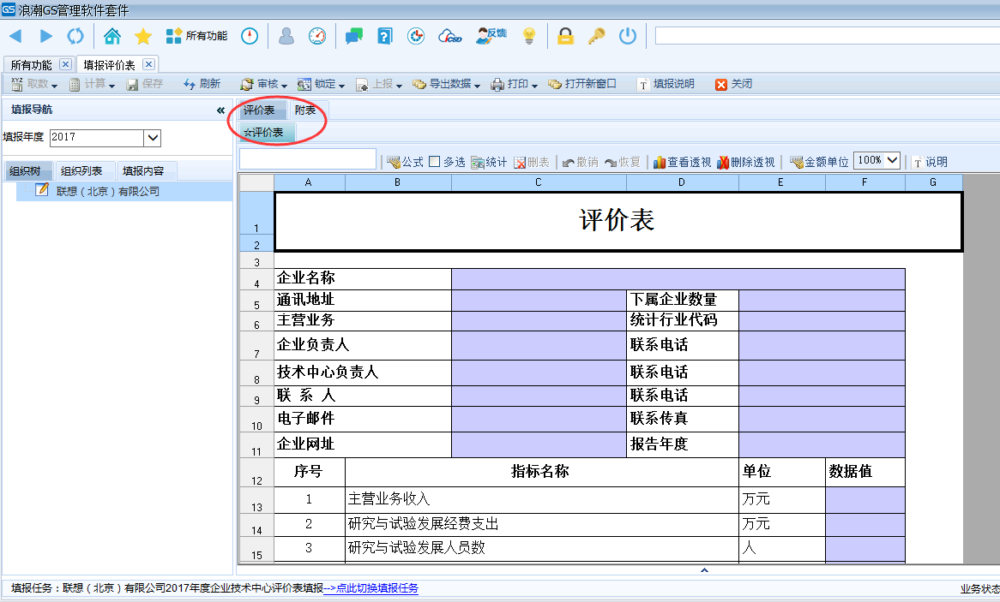 GS 浪潮GS管理软件套件
所有功能 iCSD 反馈
所有功能 填报评价表
XYZ 取数 计算 保存 刷新 审核 锁定 上报 导出数据 打印 打开新窗口 T 填报说明 关闭
填报导航 «
填报年度 2017
组织树 组织列表 填报内容
联想（北京）有限公司
评价表 附表
☆评价表
公式 多选 统计 删表 撤销 恢复 查看透视 删除透视 金额单位 100% T 说明
A B C D E F G
1 评价表
2
3
4 企业名称
5 通讯地址 下属企业数量
6 主营业务 统计行业代码
7 企业负责人 联系电话
8 技术中心负责人 联系电话
9 联 系 人 联系电话
10 电子邮件 联系传真
11 企业网址 报告年度
12 序号 指标名称 单位 数据值
13 1 主营业务收入 万元
14 2 研究与试验发展经费支出 万元
15 3 研究与试验发展人员数 人
填报任务：联想（北京）有限公司2017年度企业技术中心评价表填报-->点此切换填报任务 业务状态